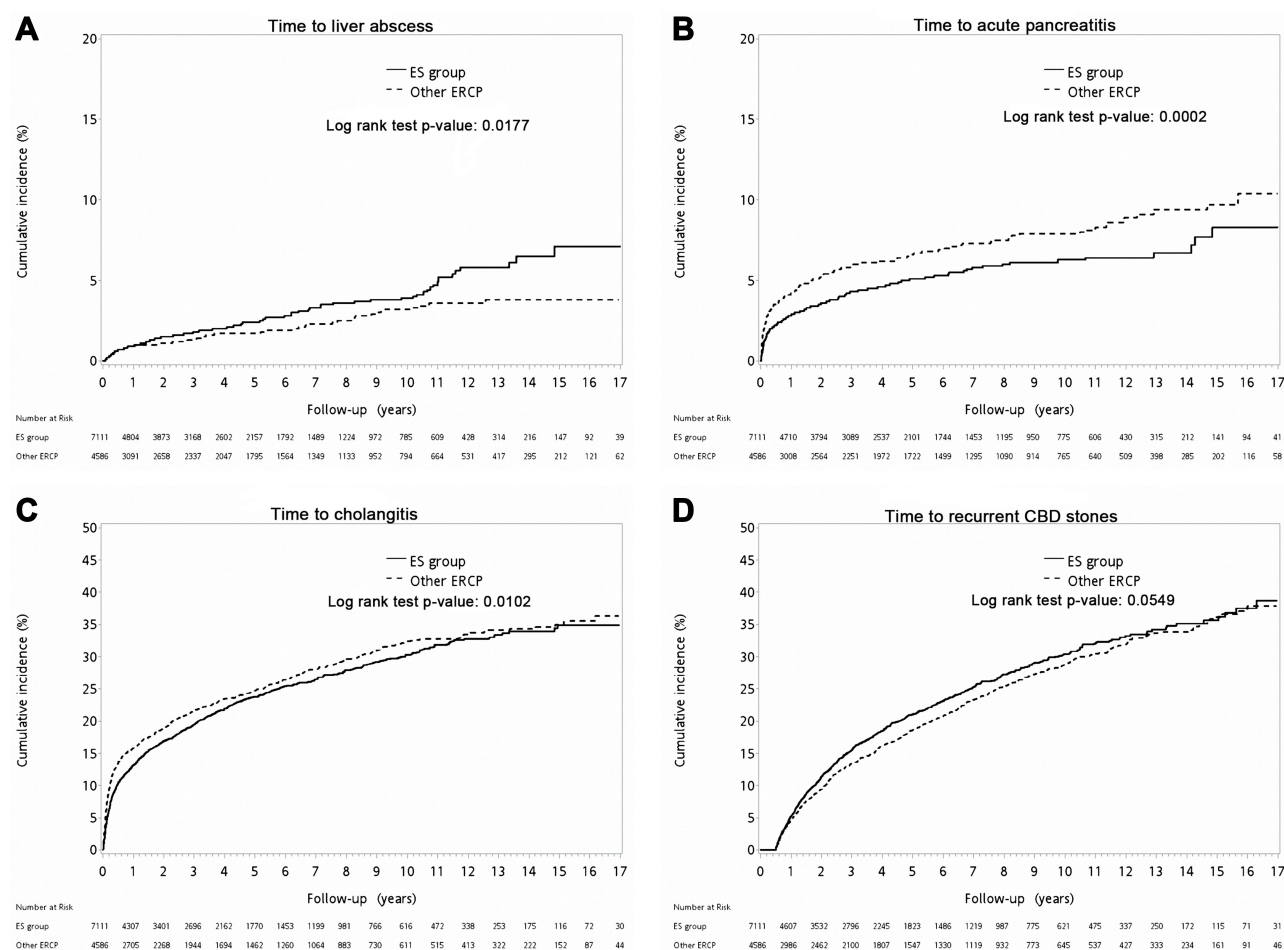 A
Time to liver abscess
20
15
10
5
0
Cumulative incidence (%)
ES group
Other ERCP
Log rank test p-value: 0.0177
0 1 2 3 4 5 6 7 8 9 10 11 12 13 14 15 16 17
Follow-up (years)
Number at Risk
ES group 7111 4804 3873 3168 2602 2157 1792 1489 1224 972 785 609 428 314 216 147 92 39
Other ERCP 4586 3091 2658 2337 2047 1795 1564 1349 1133 952 794 664 531 417 295 212 121 62
B
Time to acute pancreatitis
20
15
10
5
0
Cumulative incidence (%)
ES group
Other ERCP
Log rank test p-value: 0.0002
0 1 2 3 4 5 6 7 8 9 10 11 12 13 14 15 16 17
Follow-up (years)
Number at Risk
ES group 7111 4710 3794 3089 2537 2101 1744 1453 1195 950 775 606 430 315 212 141 94 41
Other ERCP 4586 3008 2564 2251 1972 1722 1499 1295 1090 914 765 640 509 398 285 202 116 58
C
Time to cholangitis
50
45
40
35
30
25
20
15
10
5
0
Cumulative incidence (%)
ES group
Other ERCP
Log rank test p-value: 0.0102
0 1 2 3 4 5 6 7 8 9 10 11 12 13 14 15 16 17
Follow-up (years)
Number at Risk
ES group 7111 4307 3401 2696 2162 1770 1453 1199 981 766 616 472 338 253 175 116 72 30
Other ERCP 4586 2705 2268 1944 1694 1462 1260 1064 883 730 611 515 413 322 222 152 87 44
D
Time to recurrent CBD stones
50
45
40
35
30
25
20
15
10
5
0
Cumulative incidence (%)
ES group
Other ERCP
Log rank test p-value: 0.0549
0 1 2 3 4 5 6 7 8 9 10 11 12 13 14 15 16 17
Follow-up (years)
Number at Risk
ES group 7111 4607 3532 2796 2245 1823 1486 1219 987 775 621 475 337 250 172 115 71 31
Other ERCP 4586 2986 2462 2100 1807 1547 1330 1119 932 773 645 537 427 333 234 161 91